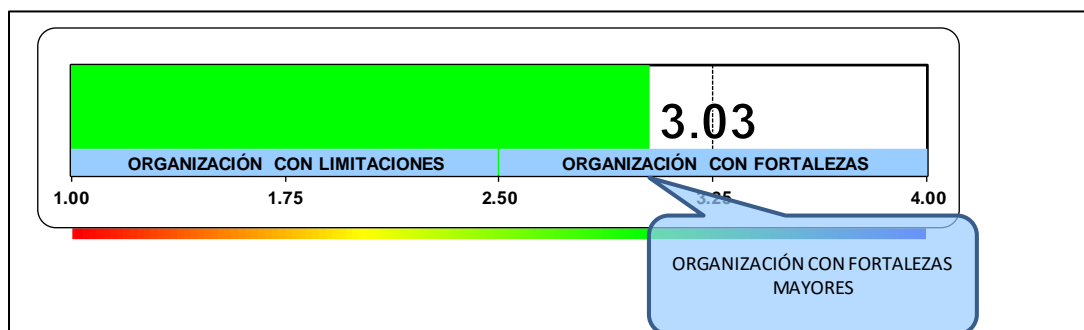 3.03
ORGANIZACIÓN CON LIMITACIONES ORGANIZACIÓN CON FORTALEZAS
1.00 1.75 2.50 3.25 4.00
ORGANIZACIÓN CON FORTALEZAS
MAYORES